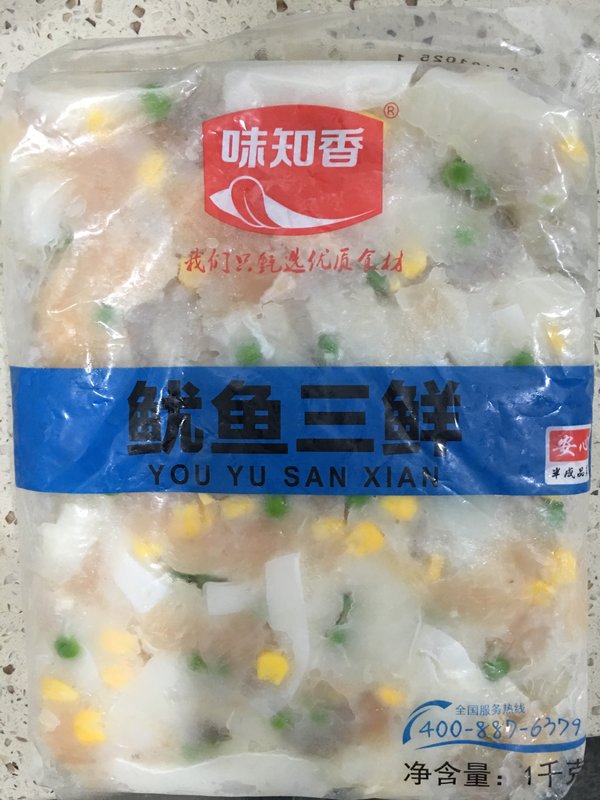 味知香®
我们只甄选优质食材
鱿鱼三鲜
YOU YU SAN XIAN
安心
半成品
全国服务热线
400-887-6379
净含量：1千克